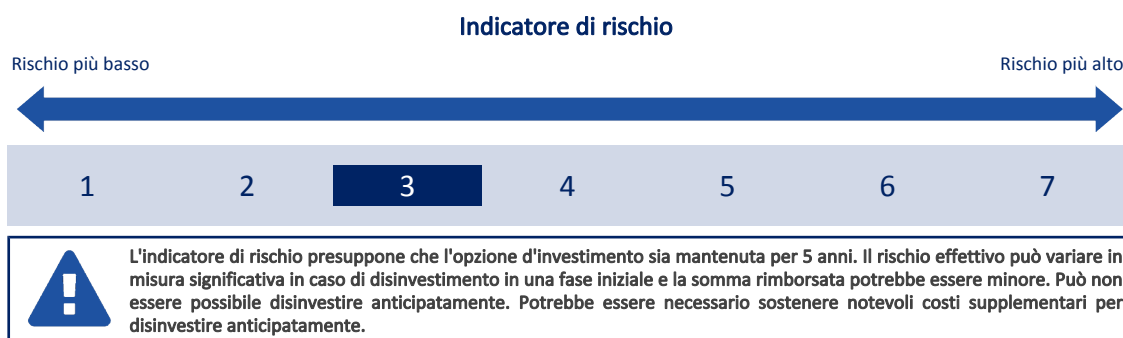 Indicatore di rischio
Rischio più basso
Rischio più alto
1 2 3 4 5 6 7
L'indicatore di rischio presuppone che l'opzione d'investimento sia mantenuta per 5 anni. Il rischio effettivo può variare in
misura significativa in caso di disinvestimento in una fase iniziale e la somma rimborsata potrebbe essere minore. Può non
essere possibile disinvestire anticipatamente. Potrebbe essere necessario sostenere notevoli costi supplementari per
disinvestire anticipatamente.